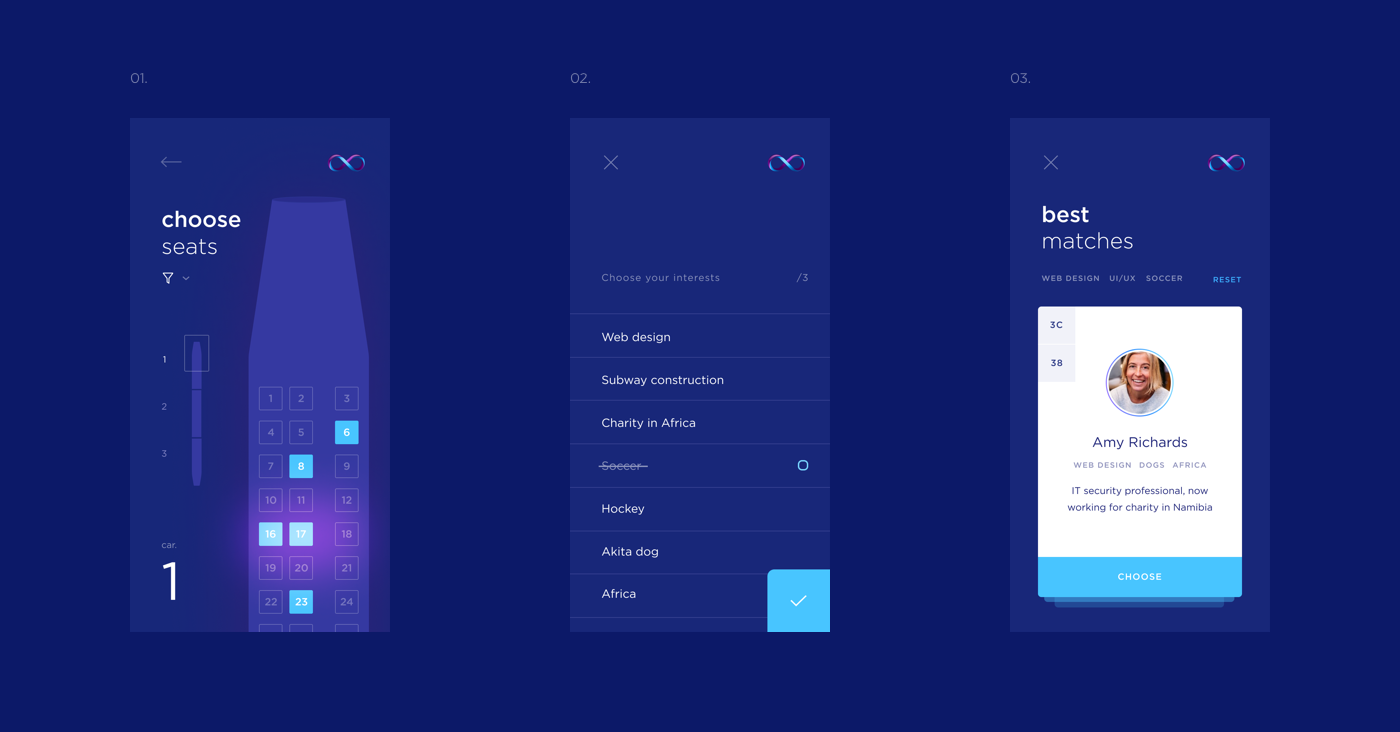 01.
choose
seats
1
2
3
car.
1
1 2 3
4 5 6
7 8 9
10 11 12
16 17 18
19 20 21
22 23 24
02.
Choose your interests /3
Web design
Subway construction
Charity in Africa
Soccer
Hockey
Akita dog
Africa
03.
best
matches
WEB DESIGN UI/UX SOCCER RESET
3C
38
Amy Richards
WEB DESIGN DOGS AFRICA
IT security professional, now
working for charity in Namibia
CHOOSE